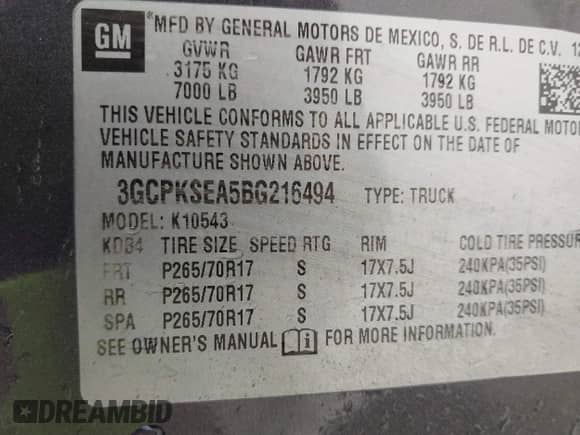 GM
*MFD BY GENERAL MOTORS DE MEXICO, S. DE R.L. DE C.V. 12
GVWR GAWR FRT GAWR RR
3175 KG 1792 KG 1792 KG
7000 LB 3950 LB 3950 LB
THIS VEHICLE CONFORMS TO ALL APPLICABLE U.S. FEDERAL MOTOR
VEHICLE SAFETY STANDARDS IN EFFECT ON THE DATE OF
MANUFACTURE SHOWN ABOVE.
3GCPKSEA5BG216494 TYPE: TRUCK
MODEL: K10543
KDB4 TIRE SIZE SPEED RTG RIM COLD TIRE PRESSUR
FRT P265/70R17 S 17X7.5J 240KPA(35PSI)
RR P265/70R17 S 17X7.5J 240KPA(35PSI)
SPA P265/70R17 S 17X7.5J 240KPA(35PSI)
SEE OWNER'S MANUAL FOR MORE INFORMATION.
DREAMBID